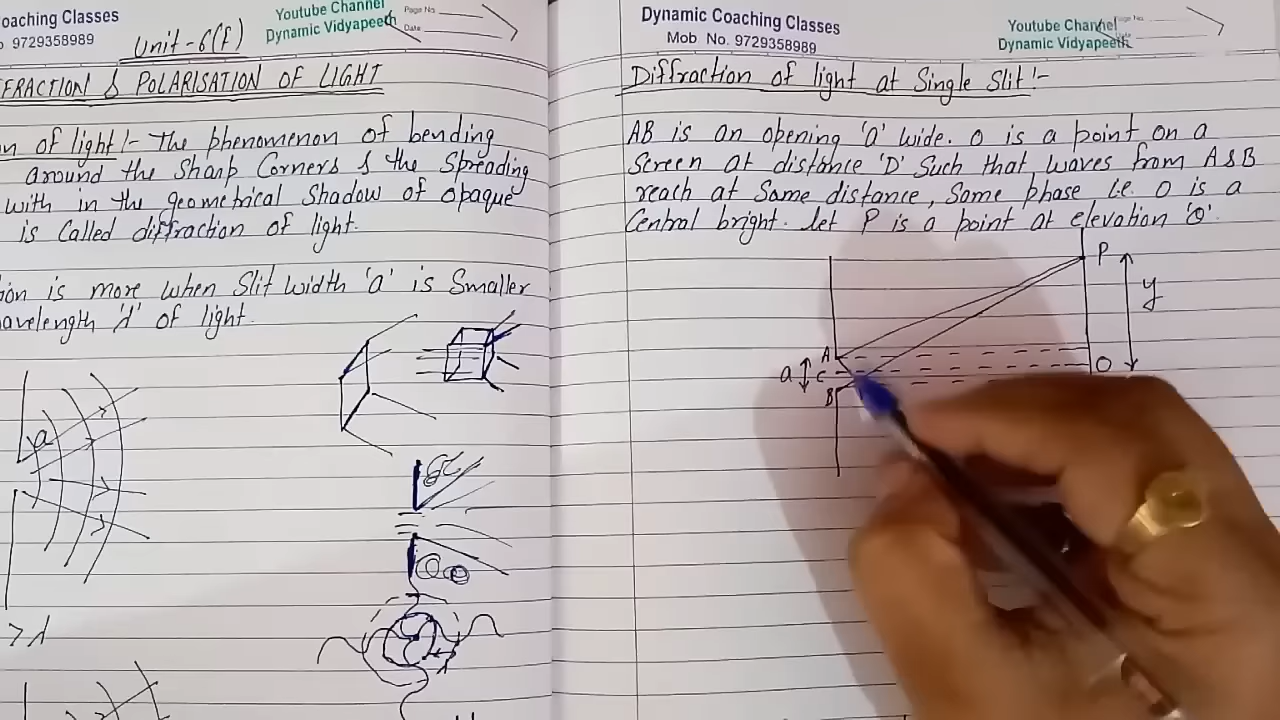 oaching Classes
9729358989
Youtube Channel
Dynamic Vidyapeeth
Page No.
Date
Unit-6(f)
FRACTION & POLARISATION OF LIGHT
n of light :- The phenomenon of bending
around the Sharp Corners & the Spreading
with in the geometrical Shadow of opaque
is Called diffraction of light.
ion is more when Slit width 'a' is Smaller
avelength 'λ' of light.
a
> λ
Dynamic Coaching Classes
Mob No. 9729358989
Youtube Channel
Dynamic Vidyapeeth
Diffraction of light at Single Slit :-
AB is an opening 'a' wide. O is a point on a
Screen at distance 'D' Such that waves from A & B
reach at Same distance, Same phase i.e. O is a
Central bright. let P is a point at elevation 'θ'.
P
y
A
a
C
O
B